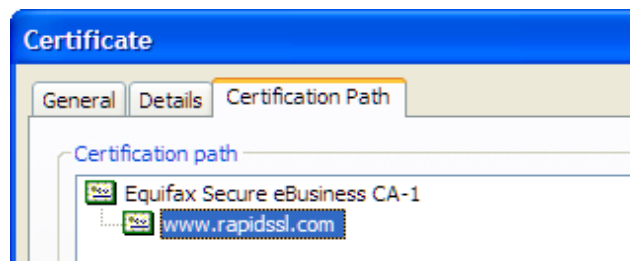 Certificate
General Details Certification Path
Certification path
Equifax Secure eBusiness CA-1
www.rapidssl.com